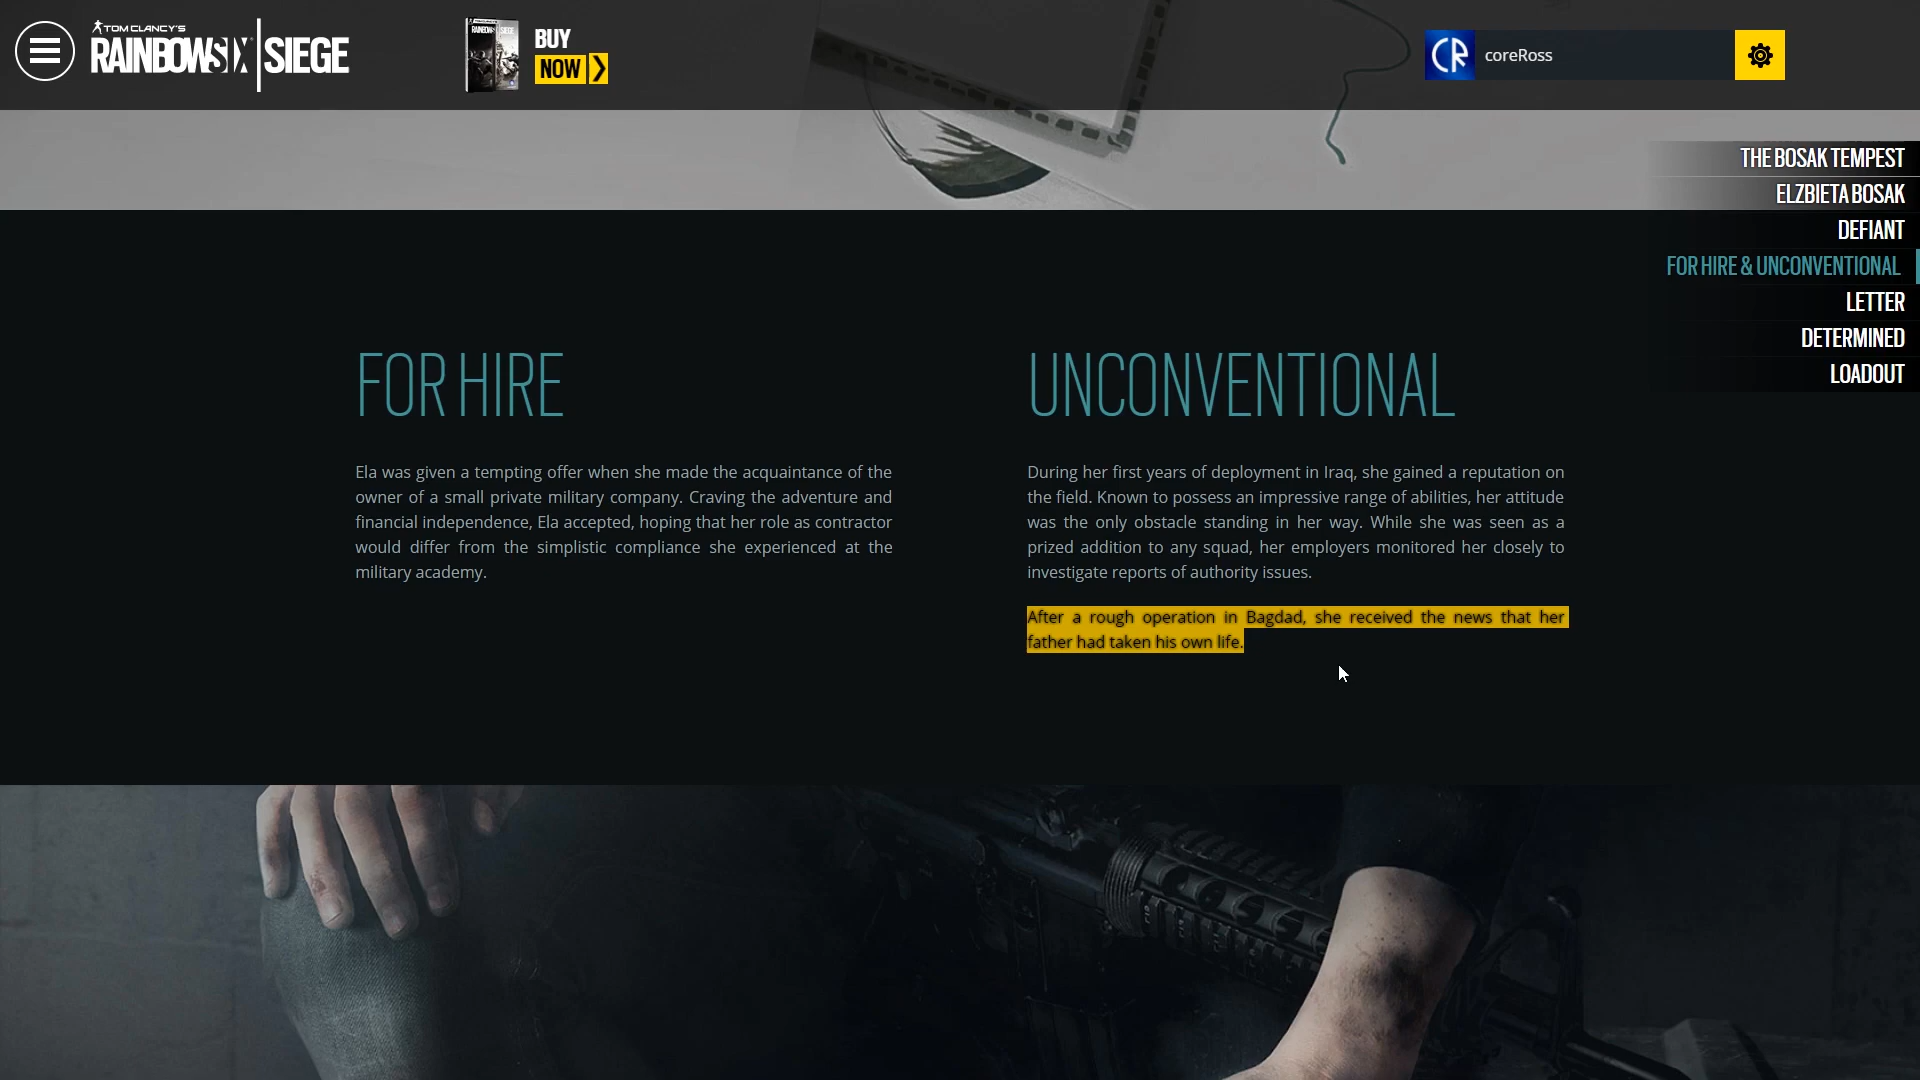 TOM CLANCY'S
RAINBOWSIX | SIEGE
BUY
NOW
CR
coreRoss
THE BOSAK TEMPEST
ELZBIETA BOSAK
DEFIANT
FOR HIRE & UNCONVENTIONAL
LETTER
DETERMINED
LOADOUT
FOR HIRE
Ela was given a tempting offer when she made the acquaintance of the
owner of a small private military company. Craving the adventure and
financial independence, Ela accepted, hoping that her role as contractor
would differ from the simplistic compliance she experienced at the
military academy.
UNCONVENTIONAL
During her first years of deployment in Iraq, she gained a reputation on
the field. Known to possess an impressive range of abilities, her attitude
was the only obstacle standing in her way. While she was seen as a
prized addition to any squad, her employers monitored her closely to
investigate reports of authority issues.
After a rough operation in Bagdad, she received the news that her
father had taken his own life.